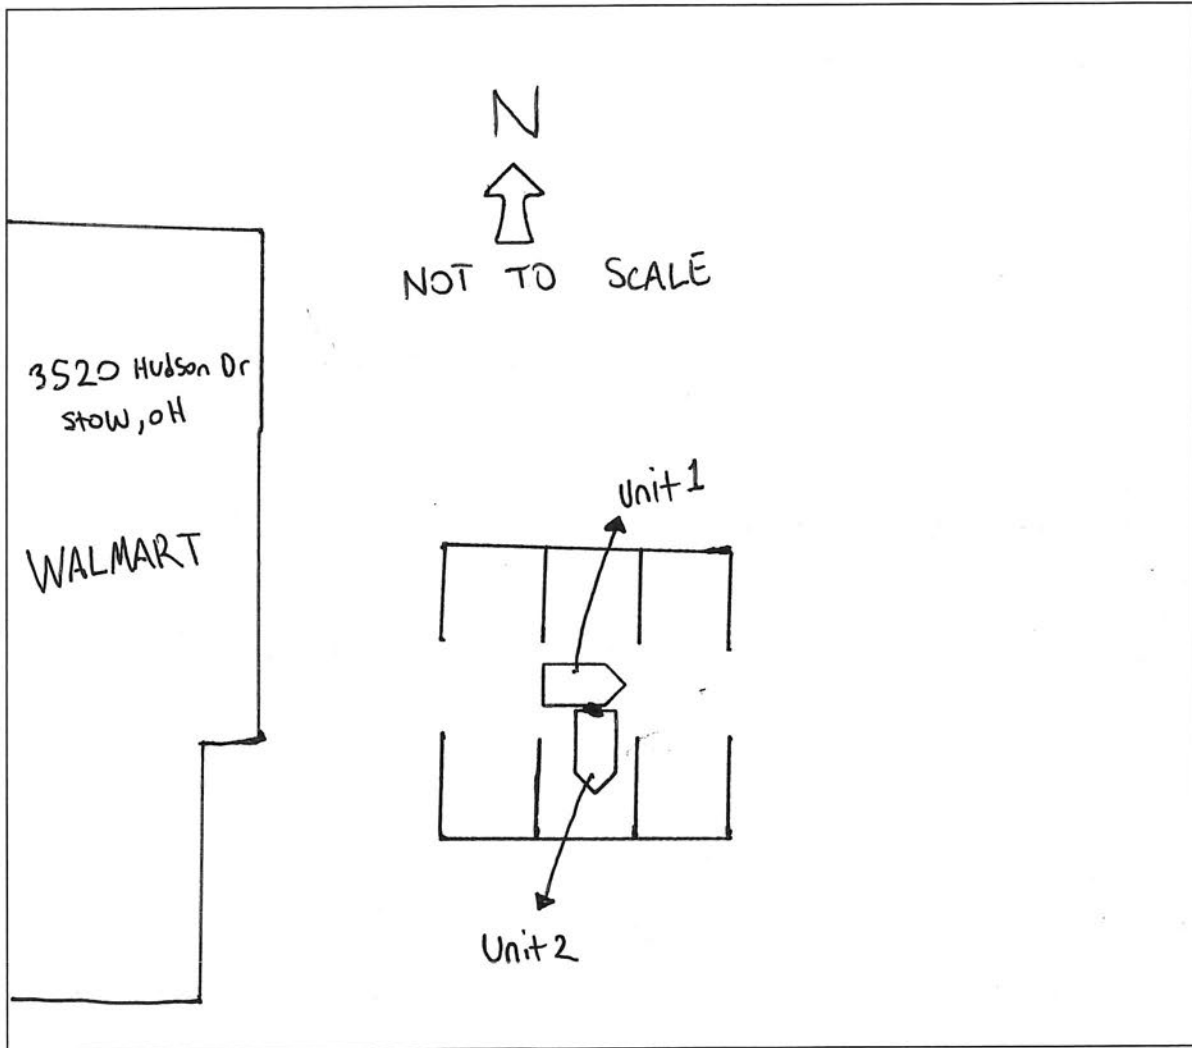 N
NOT TO SCALE
3520 Hudson Dr
Stow, OH
WALMART
Unit 1
Unit 2